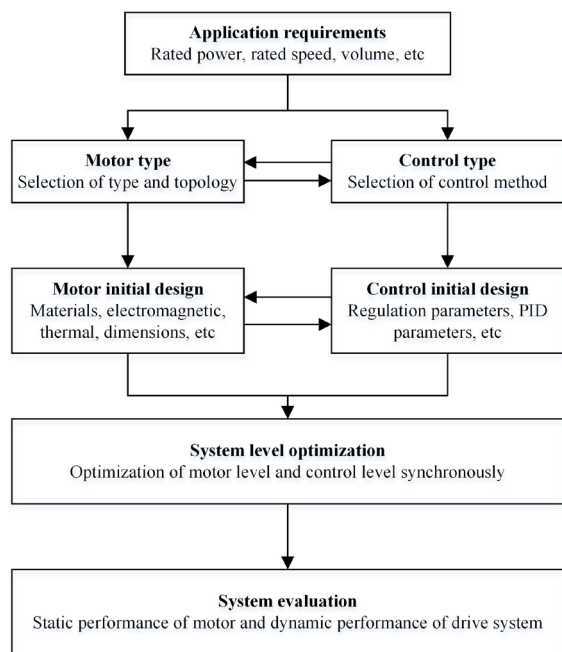 Application requirements
Rated power, rated speed, volume, etc
Motor type
Selection of type and topology
Control type
Selection of control method
Motor initial design
Materials, electromagnetic,
thermal, dimensions, etc
Control initial design
Regulation parameters, PID
parameters, etc
System level optimization
Optimization of motor level and control level synchronously
System evaluation
Static performance of motor and dynamic performance of drive system